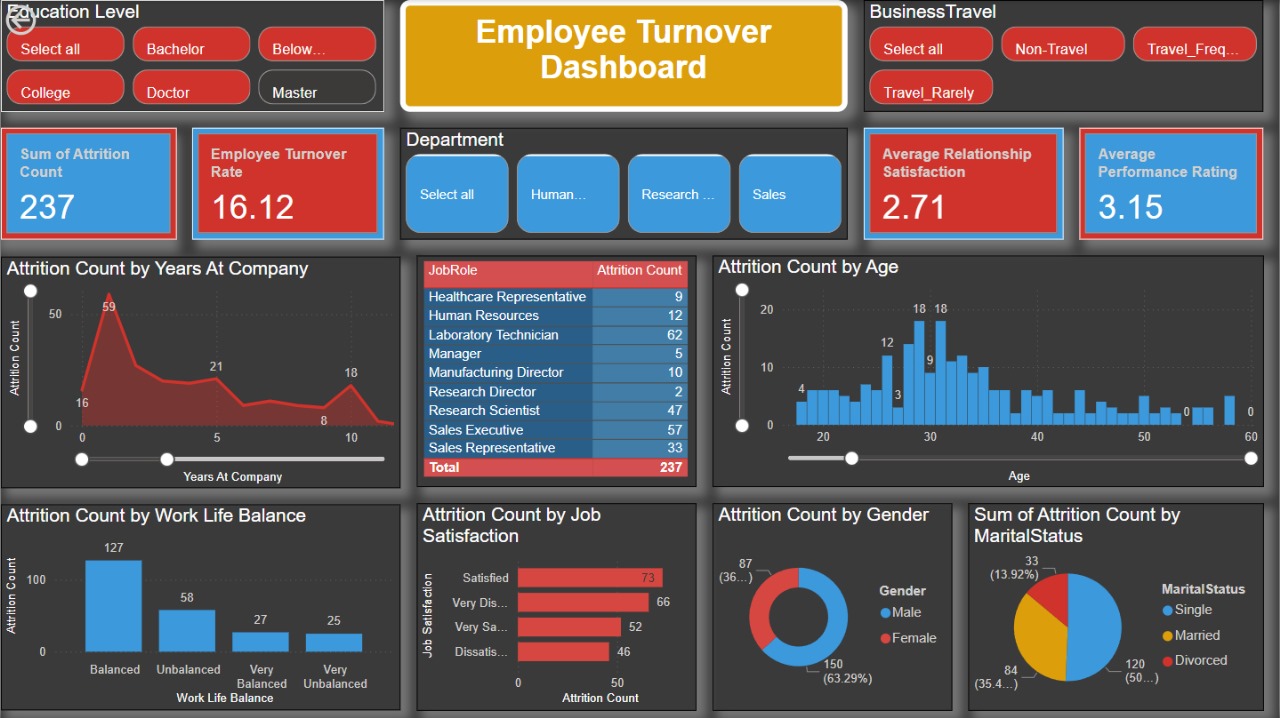 Education Level
Select all
Bachelor
Below...
College
Doctor
Master
Employee Turnover
Dashboard
BusinessTravel
Select all
Non-Travel
Travel_Freq...
Travel_Rarely
Sum of Attrition
Count
237
Employee Turnover
Rate
16.12
Department
Select all
Human...
Research ...
Sales
Average Relationship
Satisfaction
2.71
Average
Performance Rating
3.15
Attrition Count by Years At Company
Attrition Count
50
0
16
59
21
8
18
0
5
10
Years At Company
JobRole Attrition Count
Healthcare Representative 9
Human Resources 12
Laboratory Technician 62
Manager 5
Manufacturing Director 10
Research Director 2
Research Scientist 47
Sales Executive 57
Sales Representative 33
Total 237
Attrition Count by Age
Attrition Count
20
10
0
4
12
3
18
9
18
0
0
20
30
40
50
60
Age
Attrition Count by Work Life Balance
Attrition Count
100
0
127
58
27
25
Balanced
Unbalanced
Very
Balanced
Very
Unbalanced
Work Life Balance
Attrition Count by Job
Satisfaction
Job Satisfaction
Satisfied 73
Very Dis... 66
Very Sa... 52
Dissatis... 46
0
50
Attrition Count
Attrition Count by Gender
87
(36...)
150
(63.29%)
Gender
Male
Female
Sum of Attrition Count by
MaritalStatus
33
(13.92%)
84
(35.4...)
120
(50...)
MaritalStatus
Single
Married
Divorced